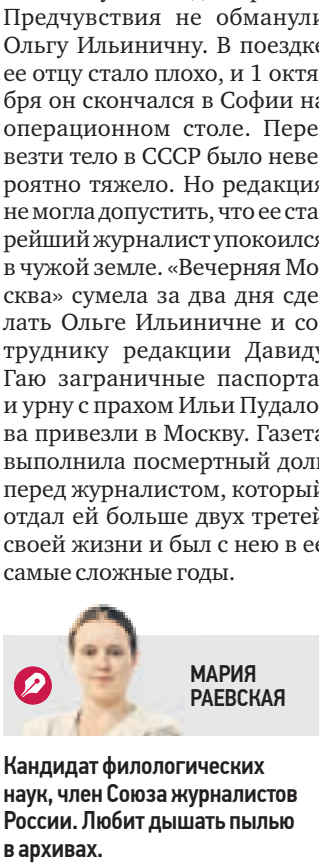 Предчувствия не обманули
Ольгу Ильиничну. В поездке
ее отцу стало плохо, и 1 октя
бря он скончался в Софии на
операционном столе. Пере
везти тело в СССР было неве
роятно тяжело. Но редакция
не могла допустить, что ее ста
рейший журналист упокоился
в чужой земле. «Вечерняя Мо
сква» сумела за два дня сде
лать Ольге Ильиничне и со
труднику редакции Давиду
Гаю заграничные паспорта
и урну с прахом Ильи Пудало
ва привезли в Москву. Газета
выполнила посмертный долг
перед журналистом, который
отдал ей больше двух третей
своей жизни и был с нею в ее
самые сложные годы.
МАРИЯ
РАЕВСКАЯ
Кандидат филологических
наук, член Союза журналистов
России. Любит дышать пылью
в архивах.